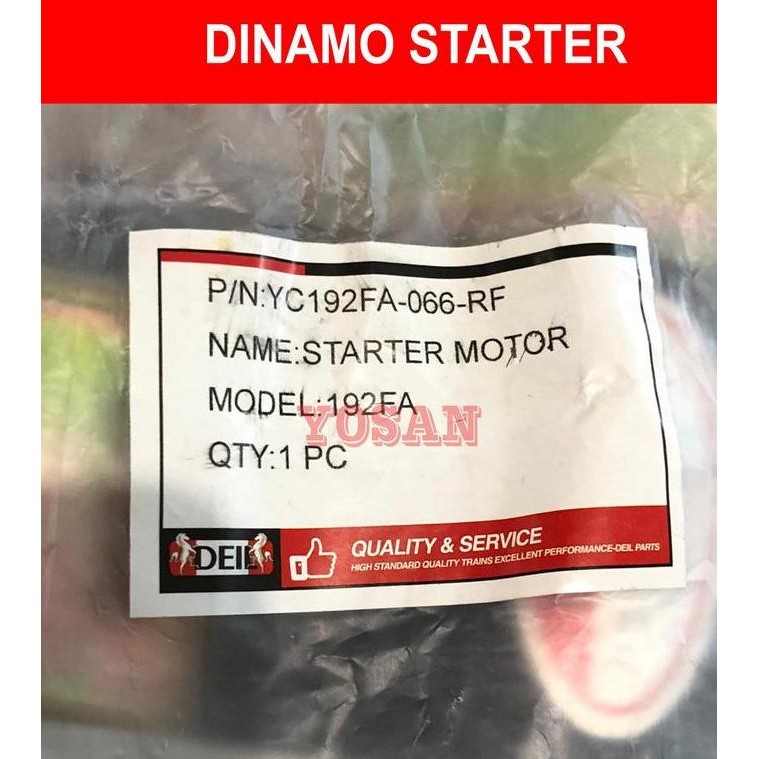 DINAMO STARTER
P/N:YC192FA-066-RF
NAME:STARTER MOTOR
MODEL:192FA
YOSAN
QTY:1 PC
DEIL
QUALITY & SERVICE
HIGH STANDARD QUALITY TRAINS EXCELLENT PERFORMANCE-DEIL PARTS